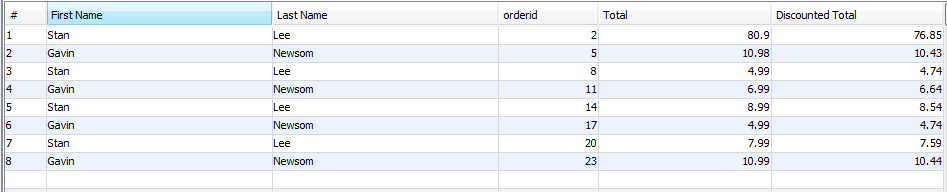 # First Name Last Name orderid Total Discounted Total
1 Stan Lee 2 80.9 76.85
2 Gavin Newsom 5 10.98 10.43
3 Stan Lee 8 4.99 4.74
4 Gavin Newsom 11 6.99 6.64
5 Stan Lee 14 8.99 8.54
6 Gavin Newsom 17 4.99 4.74
7 Stan Lee 20 7.99 7.59
8 Gavin Newsom 23 10.99 10.44